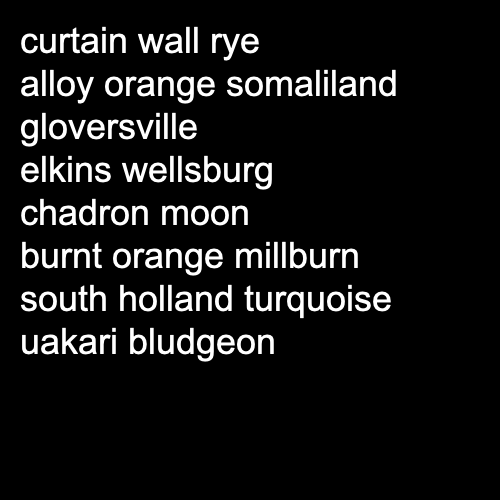 curtain wall rye
alloy orange somaliland
gloversville
elkins wellsburg
chadron moon
burnt orange millburn
south holland turquoise
uakari bludgeon